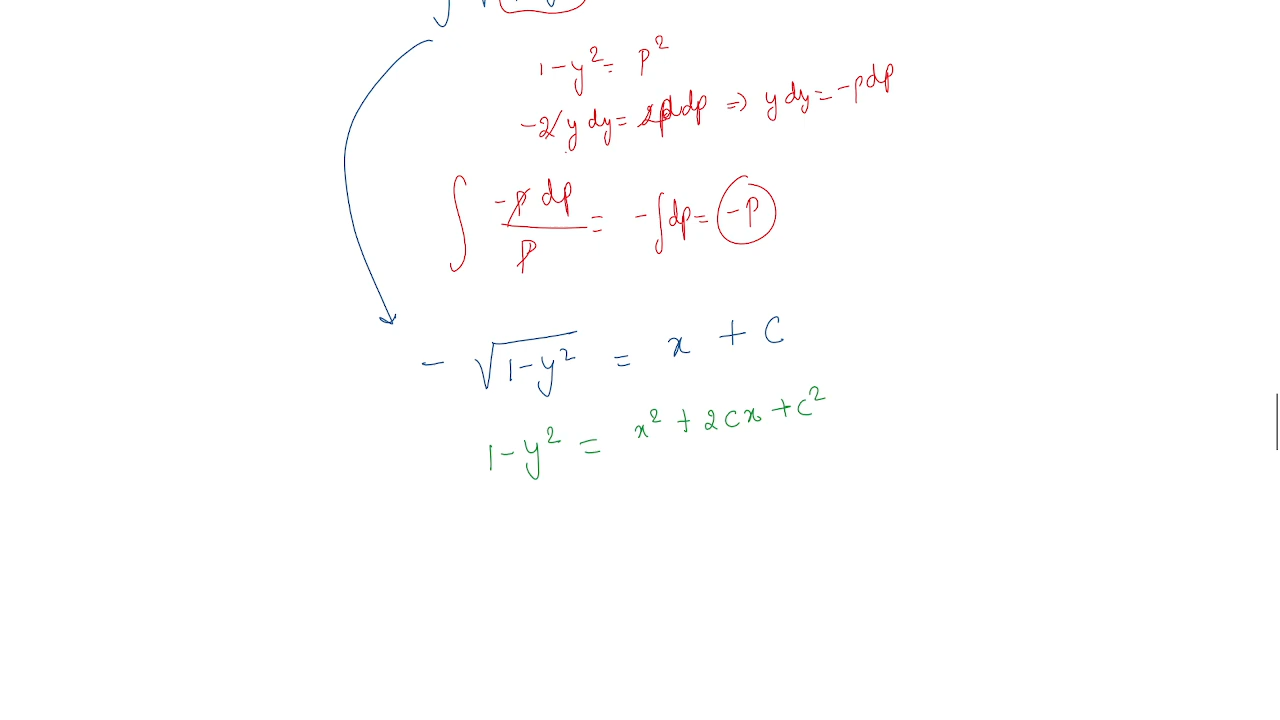 1-y² = p²
-2y dy = 2p dp ⇒ y dy = -p dp
∫ -p dp / p = -∫dp = -p
-√1-y² = x + C
1-y² = x² + 2cx + c²